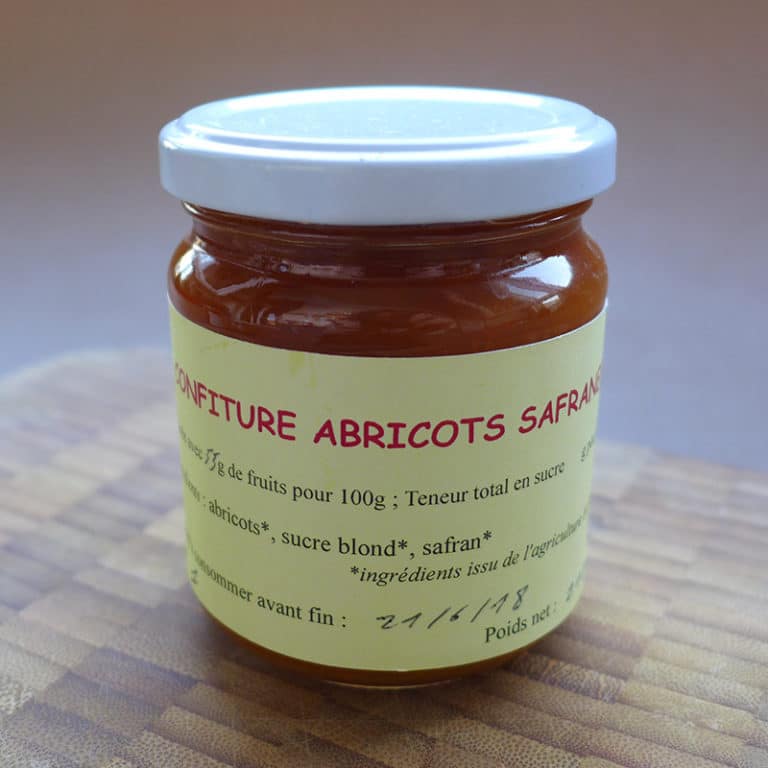 CONFITURE ABRICOTS SAFRANE
avec 55g de fruits pour 100g ; Teneur total en sucre
: abricots*, sucre blond*, safran*
*ingrédients issu de l'agriculture
consommer avant fin : 21/6/18
Poids net :